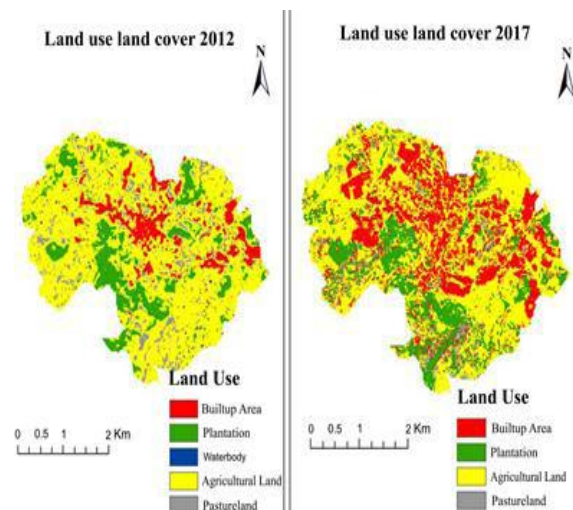 Land use land cover 2012
N
Land Use
Builtup Area
Plantation
Waterbody
Agricultural Land
Pastureland
0 0.5 1 2 Km
Land use land cover 2017
N
Land Use
Builtup Area
Plantation
Agricultural Land
Pastureland
0 0.5 1 2 Km